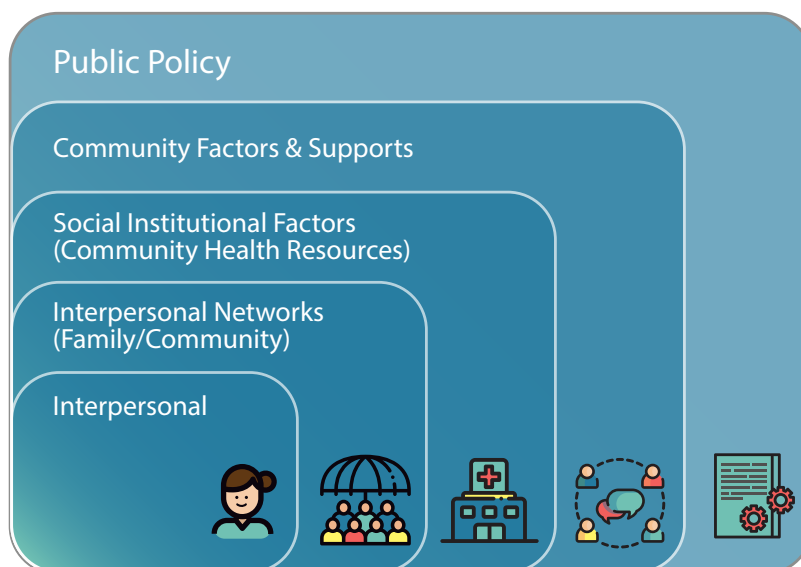 Public Policy
Community Factors & Supports
Social Institutional Factors
(Community Health Resources)
Interpersonal Networks
(Family/Community)
Interpersonal